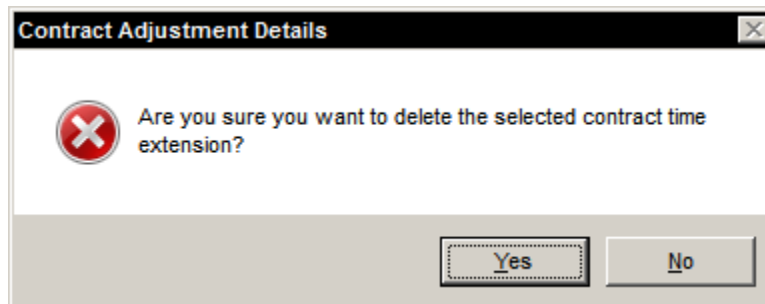 Contract Adjustment Details
Are you sure you want to delete the selected contract time
extension?
Yes
No